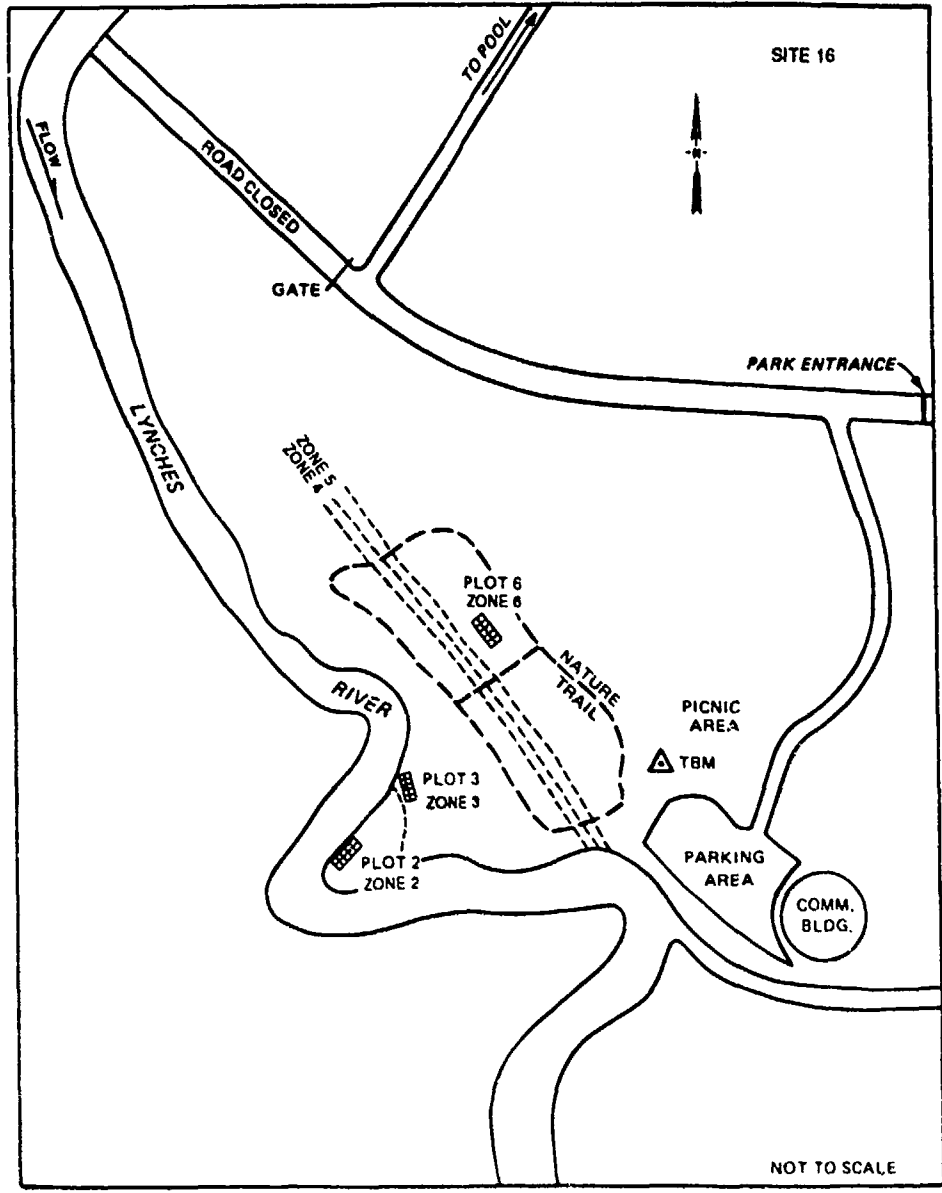 SITE 16
TO POOL
-N-
FLOW
ROAD CLOSED
GATE
PARK ENTRANCE
LYNCHES
RIVER
ZONE 5
ZONE 4
PLOT 6
ZONE 6
NATURE
TRAIL
PICNIC
AREA
TBM
PLOT 3
ZONE 3
PLOT 2
ZONE 2
PARKING
AREA
COMM.
BLDG.
NOT TO SCALE